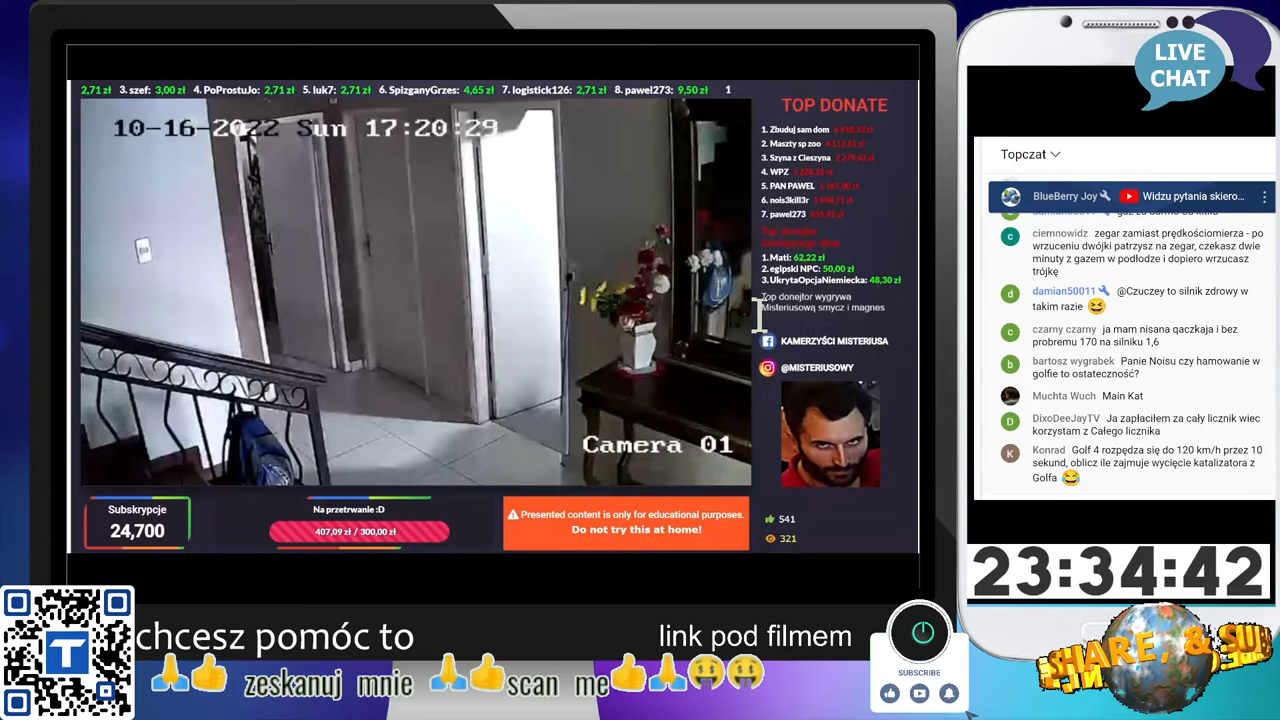 2,71 zł 3. szef: 3,00 zł 4. PoProstuJo: 2,71 zł 5. luk7: 2,71 zł 6. SpizganyGrzes: 4,65 zł 7. logistick126: 2,71 zł 8. pawel273: 9,50 zł 1
10-16-2022 Sun 17:20:29
Camera 01
TOP DONATE
1. Zbuduj sam dom
2. Maszty sp zoo
3. Szyna z Cieszyna
4. WPZ
5. PAN PAWEL
6. nois3kill3r
7. pawel273
1. Mati: 62,22 zł
2. egipski NPC: 50,00 zł
3. UkrytaOpcjaNiemiecka: 48,30 zł
Top donejtor wygrywa
Misteriusową smycz i magnes
KAMERZYŚCI MISTERIUSA
@MISTERIUSOWY
541
321
Subskrypcje
24,700
Na przetrwanie :D
407,09 zł / 300,00 zł
Presented content is only for educational purposes.
Do not try this at home!
LIVE
CHAT
Topczat
BlueBerry Joy Widzu pytania skiero...
ciemnowidz zegar zamiast prędkościomierza - po
wrzuceniu dwójki patrzysz na zegar, czekasz dwie
minuty z gazem w podłodze i dopiero wrzucasz
trójkę
damian50011 @Czuczey to silnik zdrowy w
takim razie
czarny czarny ja mam nisana qaczkaja i bez
probremu 170 na silniku 1,6
bartosz wygrabek Panie Noisu czy hamowanie w
golfie to ostateczność?
Muchta Wuch Main Kat
DixoDeeJayTV Ja zapłaciłem za cały licznik wiec
korzystam z Całego licznika
Konrad Golf 4 rozpędza się do 120 km/h przez 10
sekund, oblicz ile zajmuje wycięcie katalizatora z
Golfa
23:34:42
chcesz pomóc to
link pod filmem
zeskanuj mnie scan me
SUBSCRIBE
SHARE, & SUB